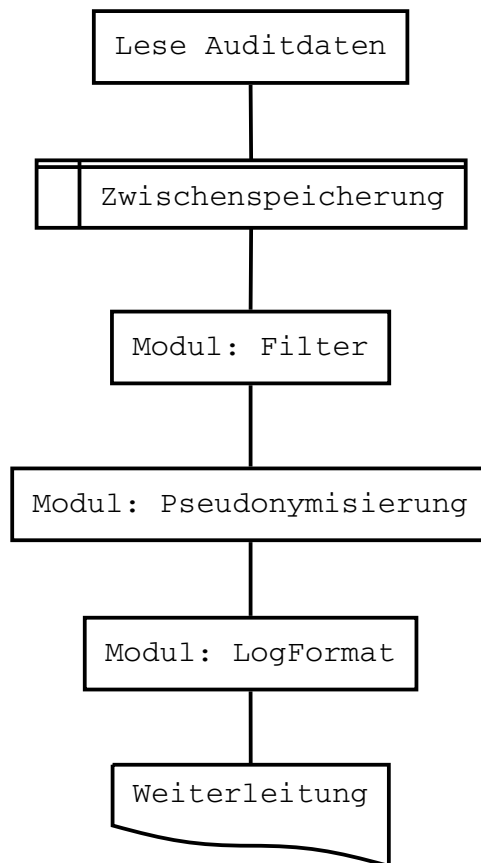 Lese Auditdaten
Zwischenspeicherung
Modul: Filter
Modul: Pseudonymisierung
Modul: LogFormat
Weiterleitung